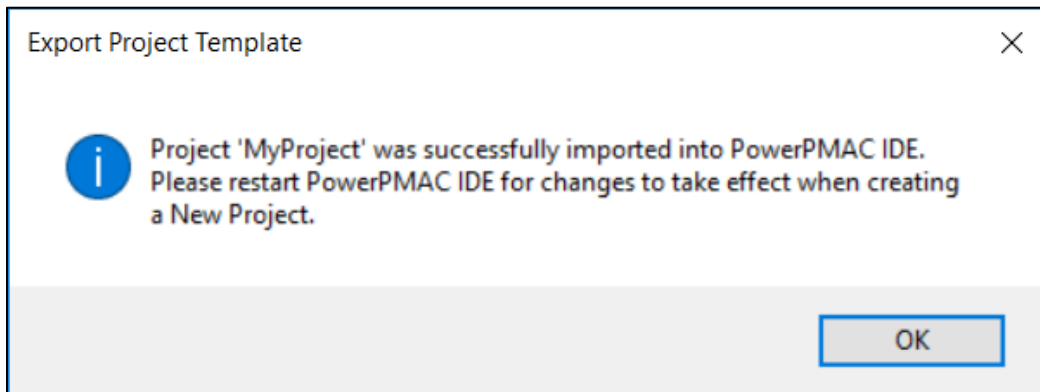 Export Project Template
Project 'MyProject' was successfully imported into PowerPMAC IDE.
Please restart PowerPMAC IDE for changes to take effect when creating
a New Project.
OK